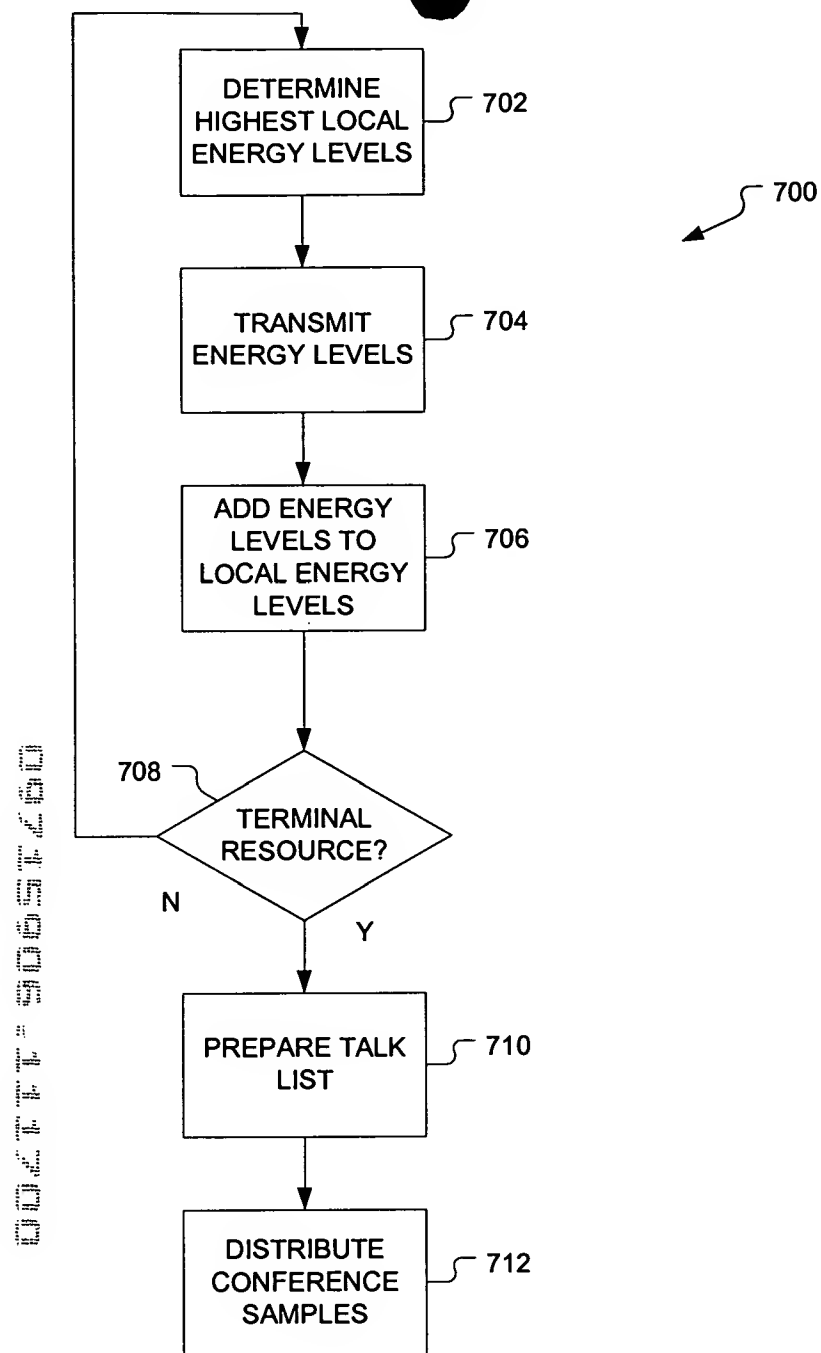 DETERMINE
HIGHEST LOCAL
ENERGY LEVELS
702
700
TRANSMIT
ENERGY LEVELS
704
ADD ENERGY
LEVELS TO
LOCAL ENERGY
LEVELS
706
708
TERMINAL
RESOURCE?
N
Y
PREPARE TALK
LIST
710
DISTRIBUTE
CONFERENCE
SAMPLES
712